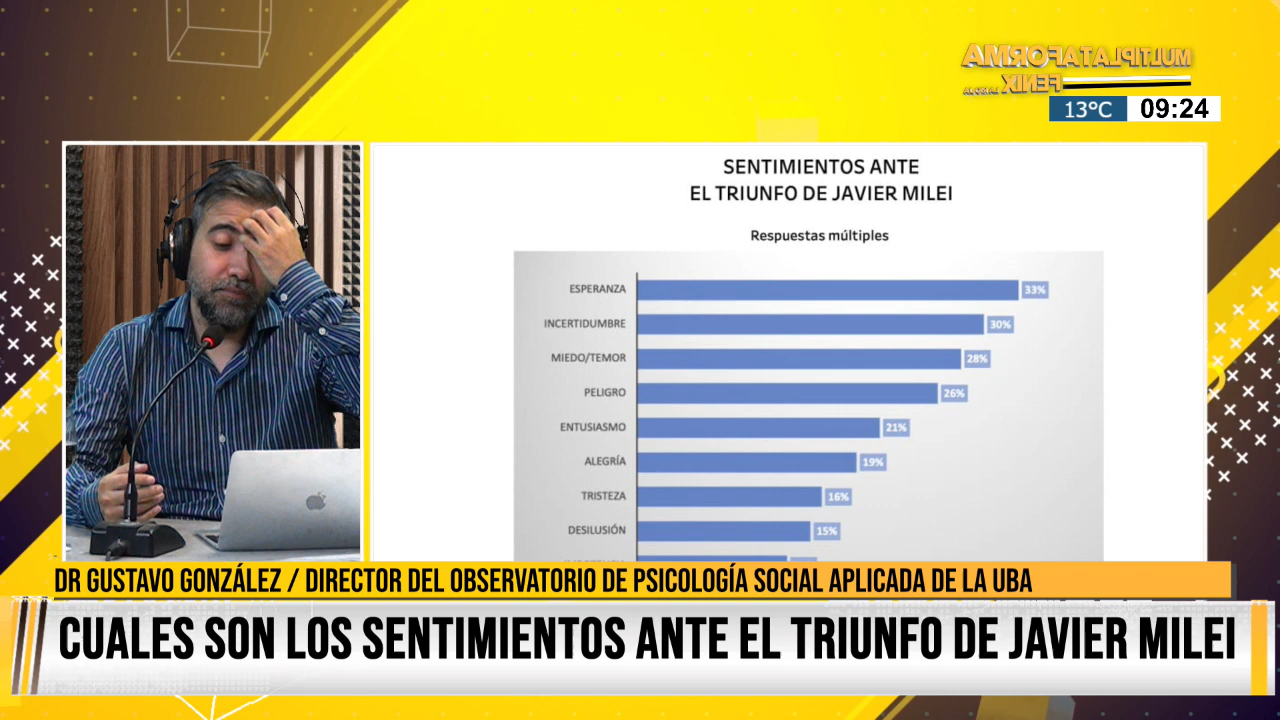 MULTIPLATAFORMA
FENIX
13°C 09:24
SENTIMIENTOS ANTE
EL TRIUNFO DE JAVIER MILEI
Respuestas múltiples
ESPERANZA 33%
INCERTIDUMBRE 30%
MIEDO/TEMOR 28%
PELIGRO 26%
ENTUSIASMO 21%
ALEGRÍA 19%
TRISTEZA 16%
DESILUSIÓN 15%
DR GUSTAVO GONZÁLEZ / DIRECTOR DEL OBSERVATORIO DE PSICOLOGÍA SOCIAL APLICADA DE LA UBA
CUALES SON LOS SENTIMIENTOS ANTE EL TRIUNFO DE JAVIER MILEI